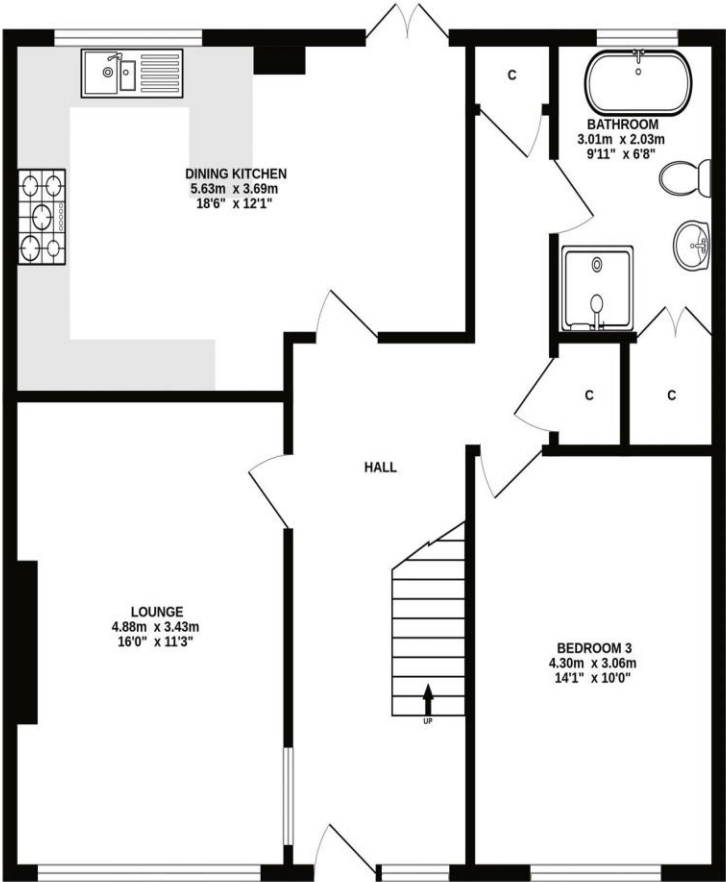 C
BATHROOM
3.01m x 2.03m
9'11" x 6'8"
DINING KITCHEN
5.63m x 3.69m
18'6" x 12'1"
C
C
HALL
LOUNGE
4.88m x 3.43m
16'0" x 11'3"
BEDROOM 3
4.30m x 3.06m
14'1" x 10'0"
UP